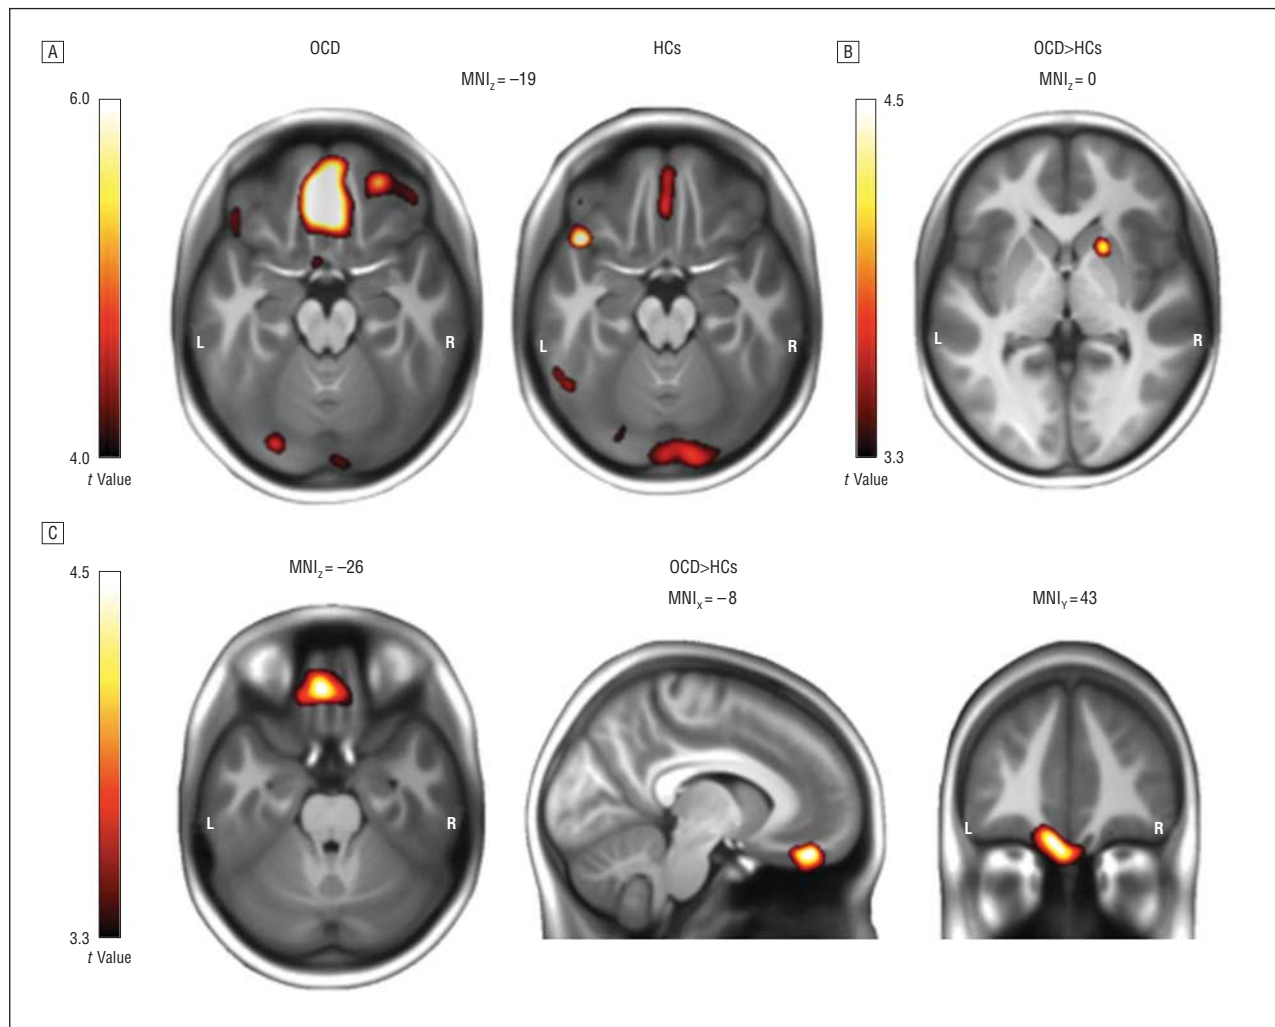 A
OCD
HCs
MNIz = –19
6.0
4.0
t Value
L
R
L
R
B
OCD>HCs
MNIz = 0
4.5
3.3
t Value
L
R
C
4.5
3.3
t Value
MNIz = –26
L
R
OCD>HCs
MNIx = –8
MNIY = 43
L
R